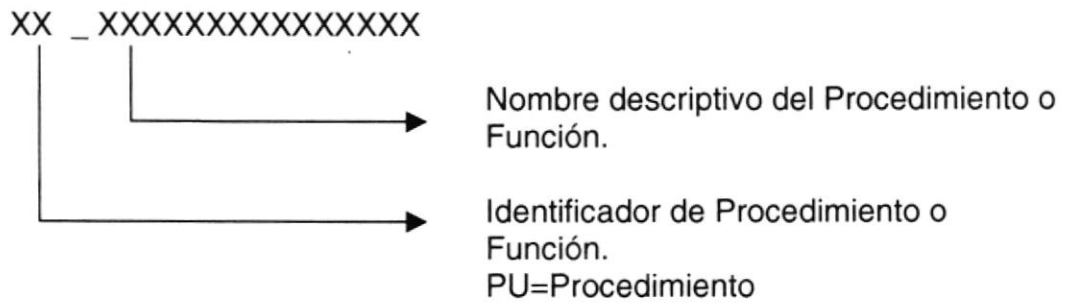 XX _ XXXXXXXXXXXXXXX
Nombre descriptivo del Procedimiento o
Función.
Identificador de Procedimiento o
Función.
PU=Procedimiento